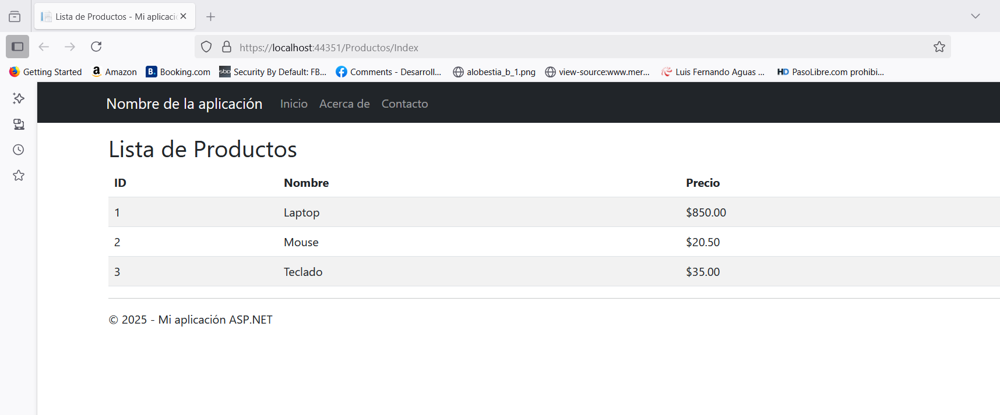 Lista de Productos - Mi aplicaci
https://localhost:44351/Productos/Index
Getting Started Amazon Booking.com Security By Default: FB... Comments - Desarroll... alobestia_b_1.png view-source:www.mer... Luis Fernando Aguas ... HD PasoLibre.com prohibi...
Nombre de la aplicación Inicio Acerca de Contacto
Lista de Productos
ID Nombre Precio
1 Laptop $850.00
2 Mouse $20.50
3 Teclado $35.00
© 2025 - Mi aplicación ASP.NET